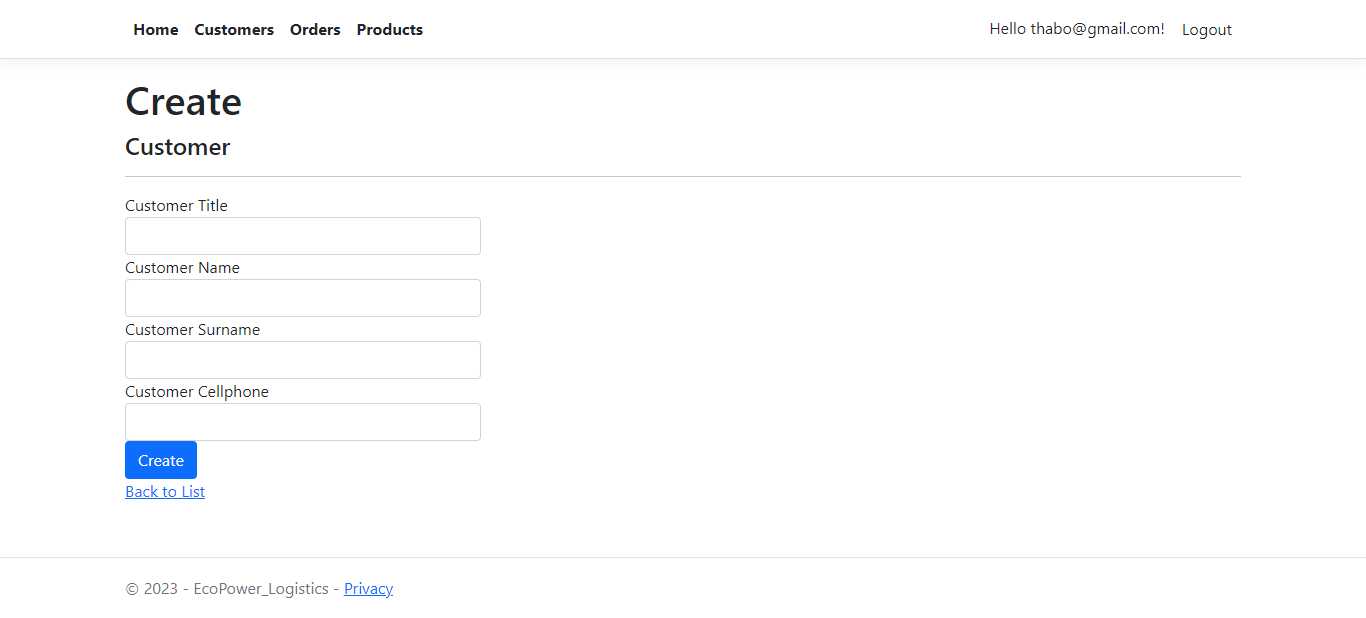 Home Customers Orders Products Hello thabo@gmail.com! Logout
Create
Customer
Customer Title
Customer Name
Customer Surname
Customer Cellphone
Create
Back to List
© 2023 - EcoPower_Logistics - Privacy